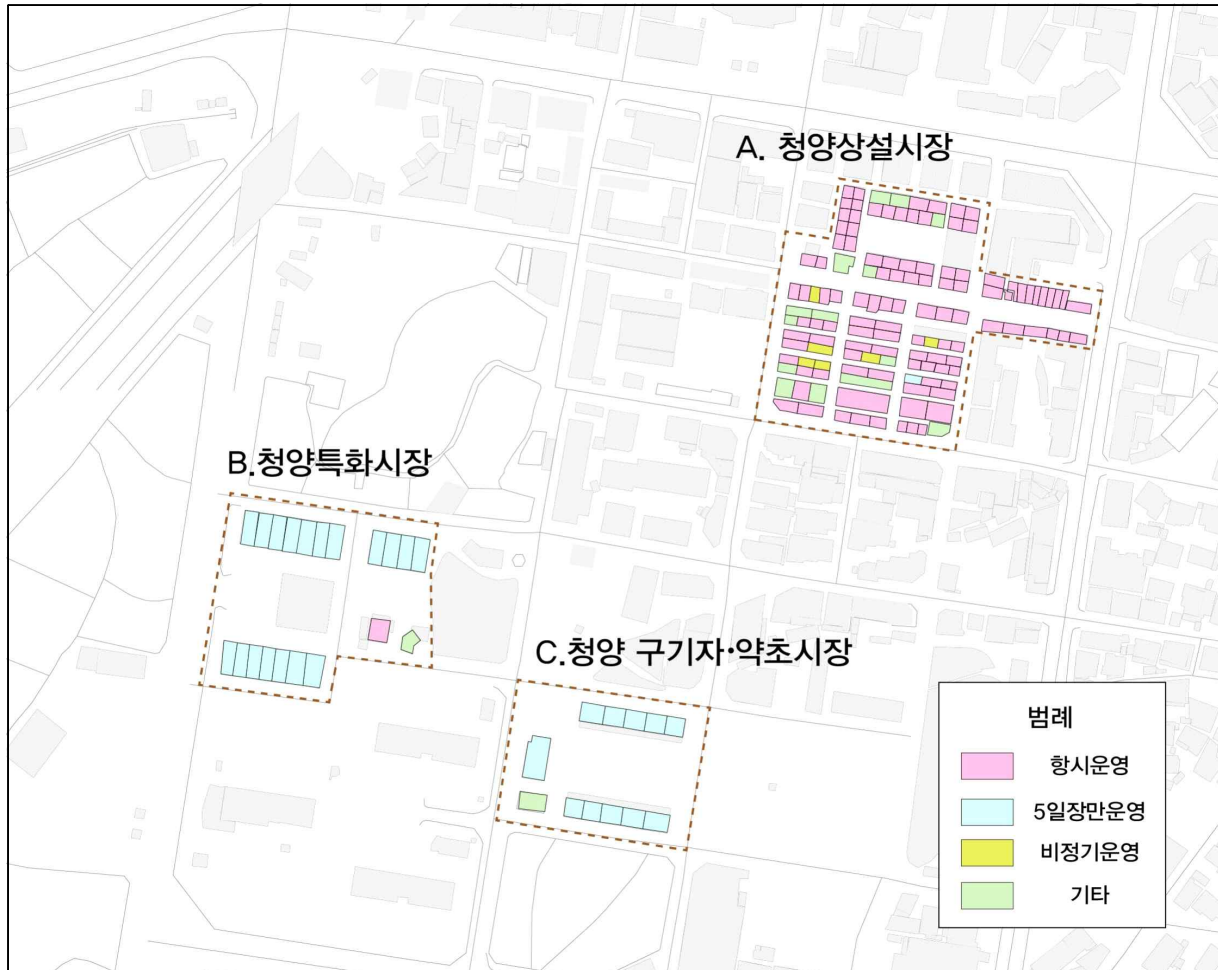 A. 청양상설시장
B.청양특화시장
C.청양 구기자•약초시장
범례
항시운영
5일장만운영
비정기운영
기타